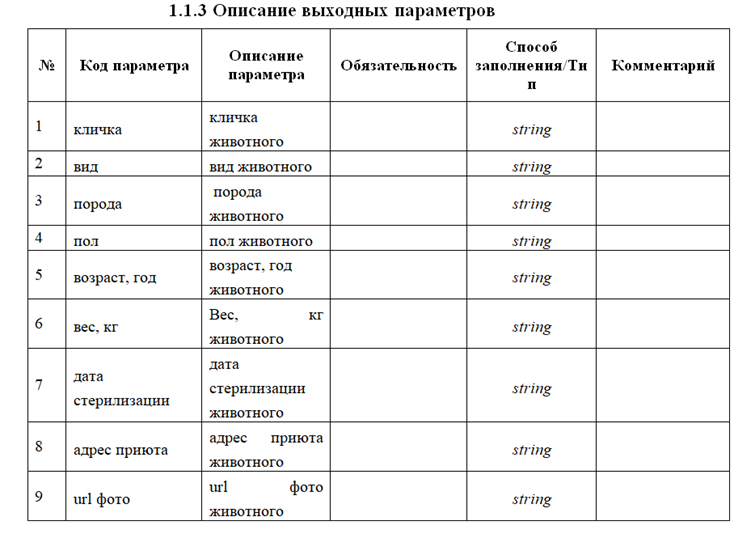 1.1.3 Описание выходных параметров
№ Код параметра Описание параметра Обязательность Способ заполнения/Ти п Комментарий
1 кличка кличка животного string
2 вид вид животного string
3 порода порода животного string
4 пол пол животного string
5 возраст, год возраст, год животного string
6 вес, кг Вес, кг животного string
7 дата стерилизации дата стерилизации животного string
8 адрес приюта адрес приюта животного string
9 url фото url фото животного string